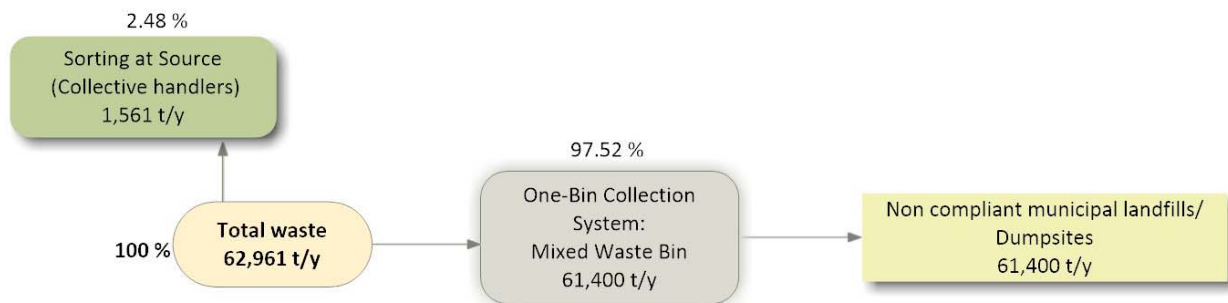 2.48 %
Sorting at Source
(Collective handlers)
1,561 t/y
100 %
Total waste
62,961 t/y
97.52 %
One-Bin Collection
System:
Mixed Waste Bin
61,400 t/y
Non compliant municipal landfills/
Dumpsites
61,400 t/y